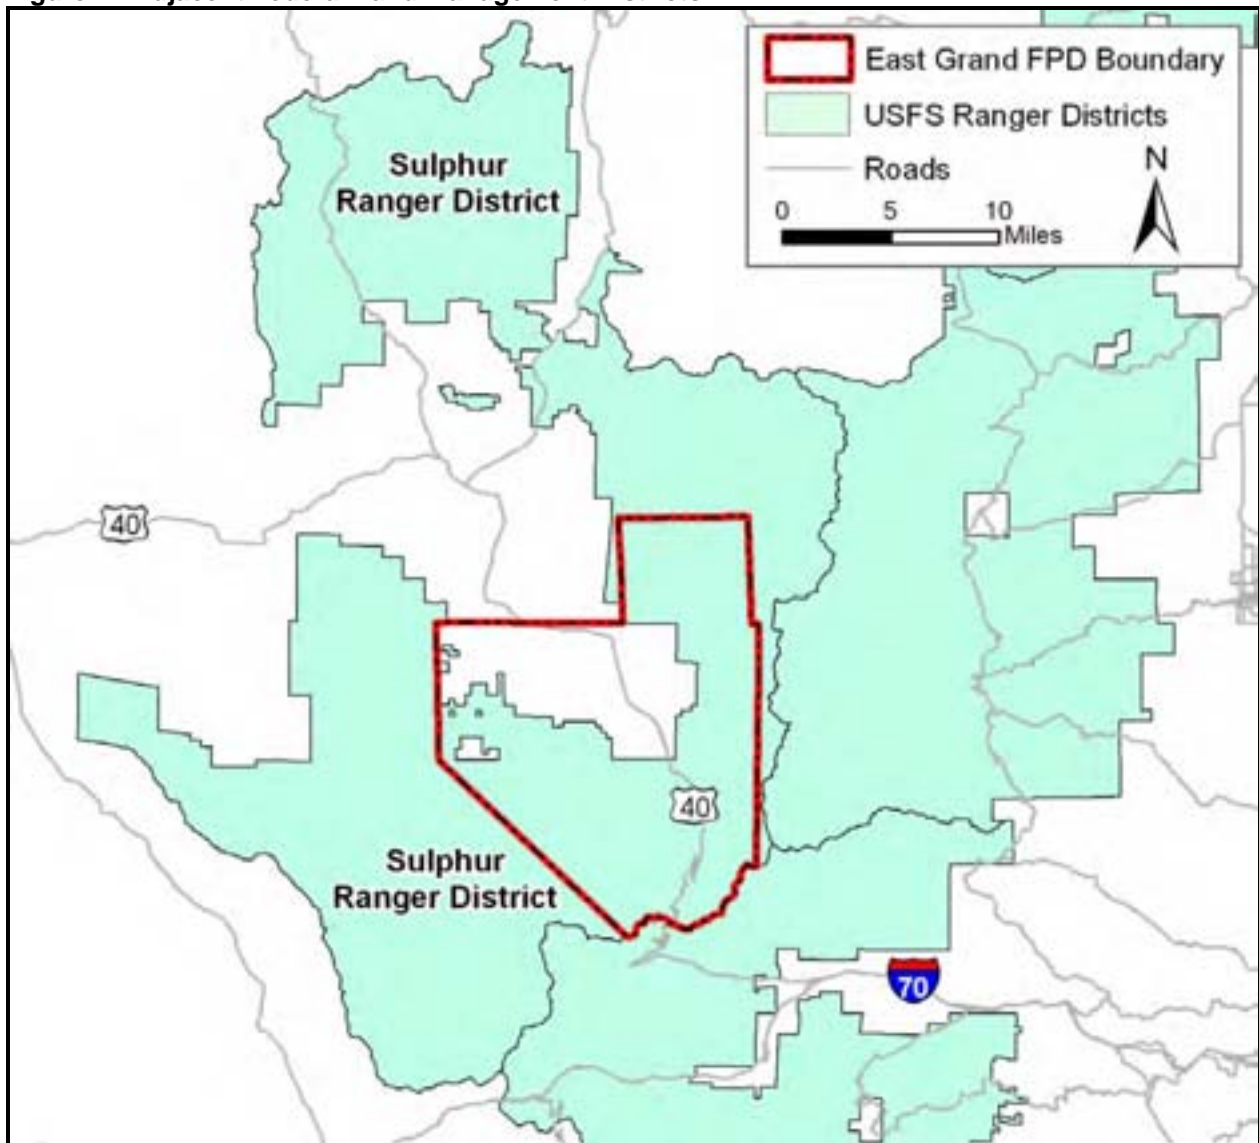 East Grand FPD Boundary
USFS Ranger Districts
Roads
N
0 5 10
Miles
Sulphur
Ranger District
40
40
Sulphur
Ranger District
70